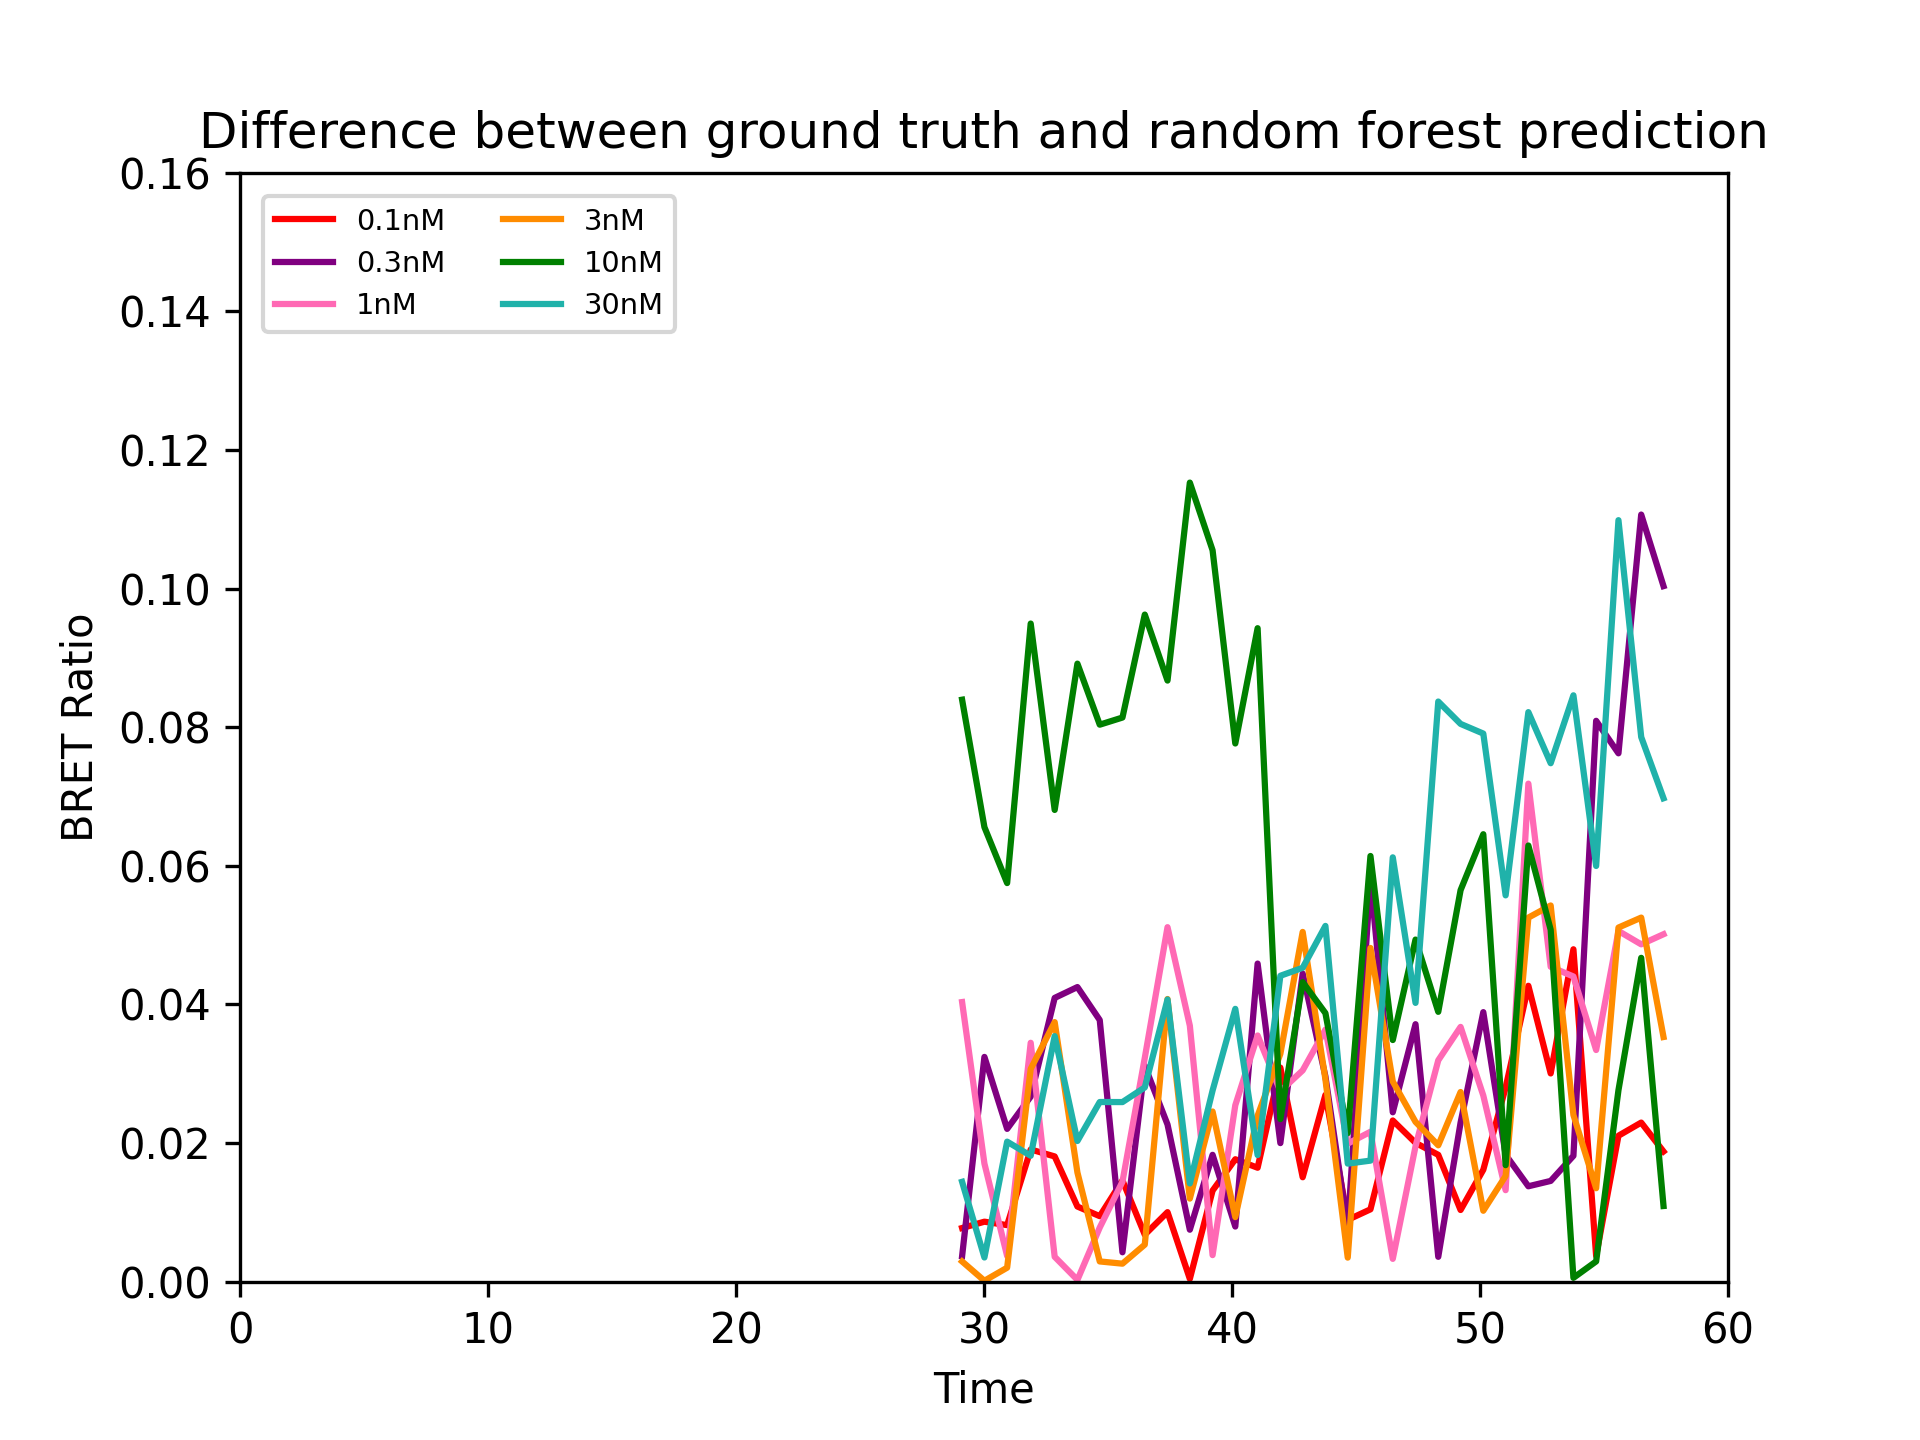 Difference between ground truth and random forest prediction
0.16
0.14
0.12
0.10
0.08
0.06
0.04
0.02
0.00
BRET Ratio
0.1nM
0.3nM
1nM
3nM
10nM
30nM
0 10 20 30 40 50 60
Time